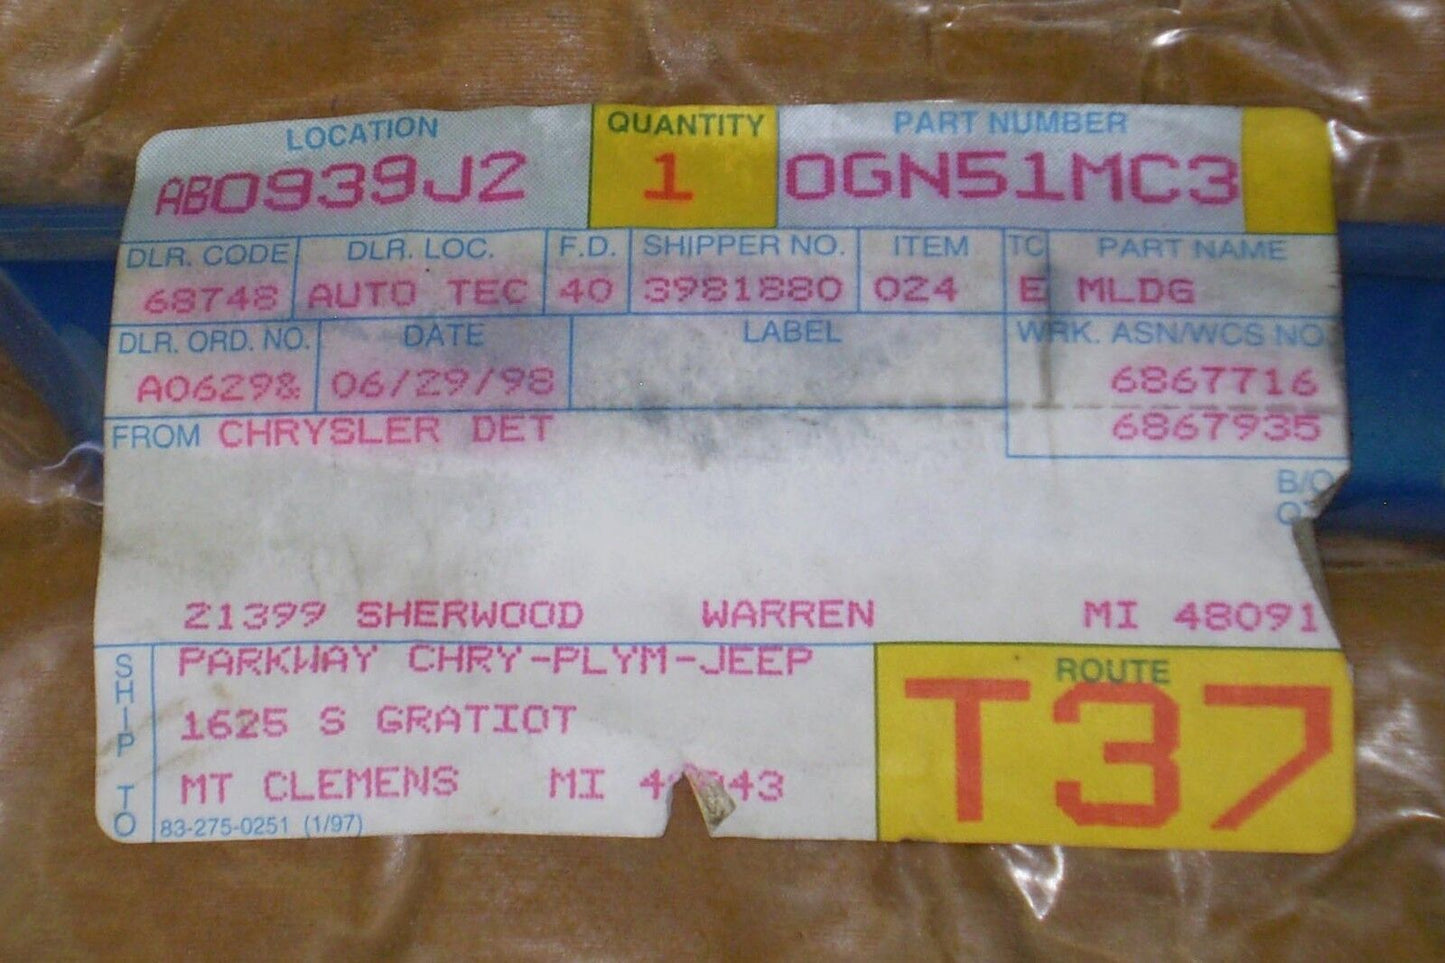 LOCATION QUANTITY PART NUMBER
AB0939J2 1 0GN51MC3
DLR. CODE DLR. LOC. F.D. SHIPPER NO. ITEM TC PART NAME
68748 AUTO TEC 40 3981880 024 E MLDG
DLR. ORD. NO. DATE LABEL WRK. ASN/WCS NO.
A0629& 06/29/98 6867716
FROM CHRYSLER DET 6867935
B/O
21399 SHERWOOD WARREN MI 48091
SHIP TO PARKWAY CHRY-PLYM-JEEP ROUTE
1625 S GRATIOT T37
MT CLEMENS MI
83-275-0251 (1/97)